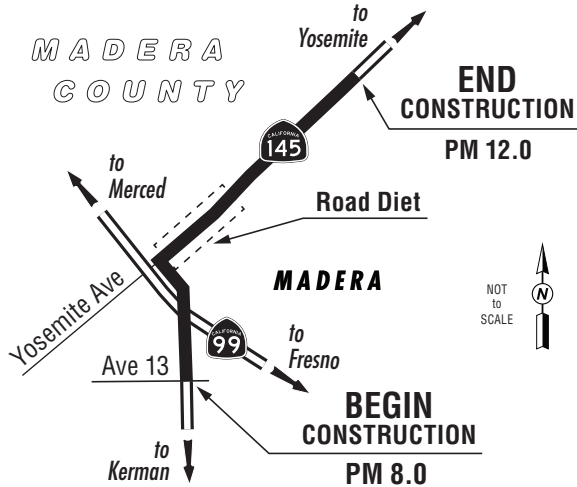 to
Yosemite
MADERA
COUNTY
END
CONSTRUCTION
PM 12.0
CALIFORNIA
145
to
Merced
Road Diet
MADERA
NOT
to
SCALE
N
Yosemite Ave
CALIFORNIA
99
to
Fresno
Ave 13
BEGIN
CONSTRUCTION
PM 8.0
to
Kerman